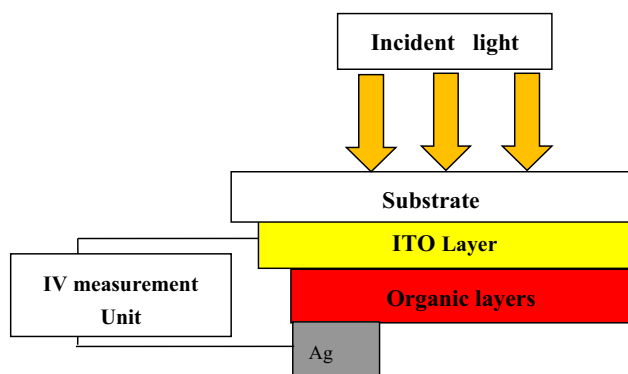 Incident light
Substrate
ITO Layer
IV measurement
Unit
Organic layers
Ag